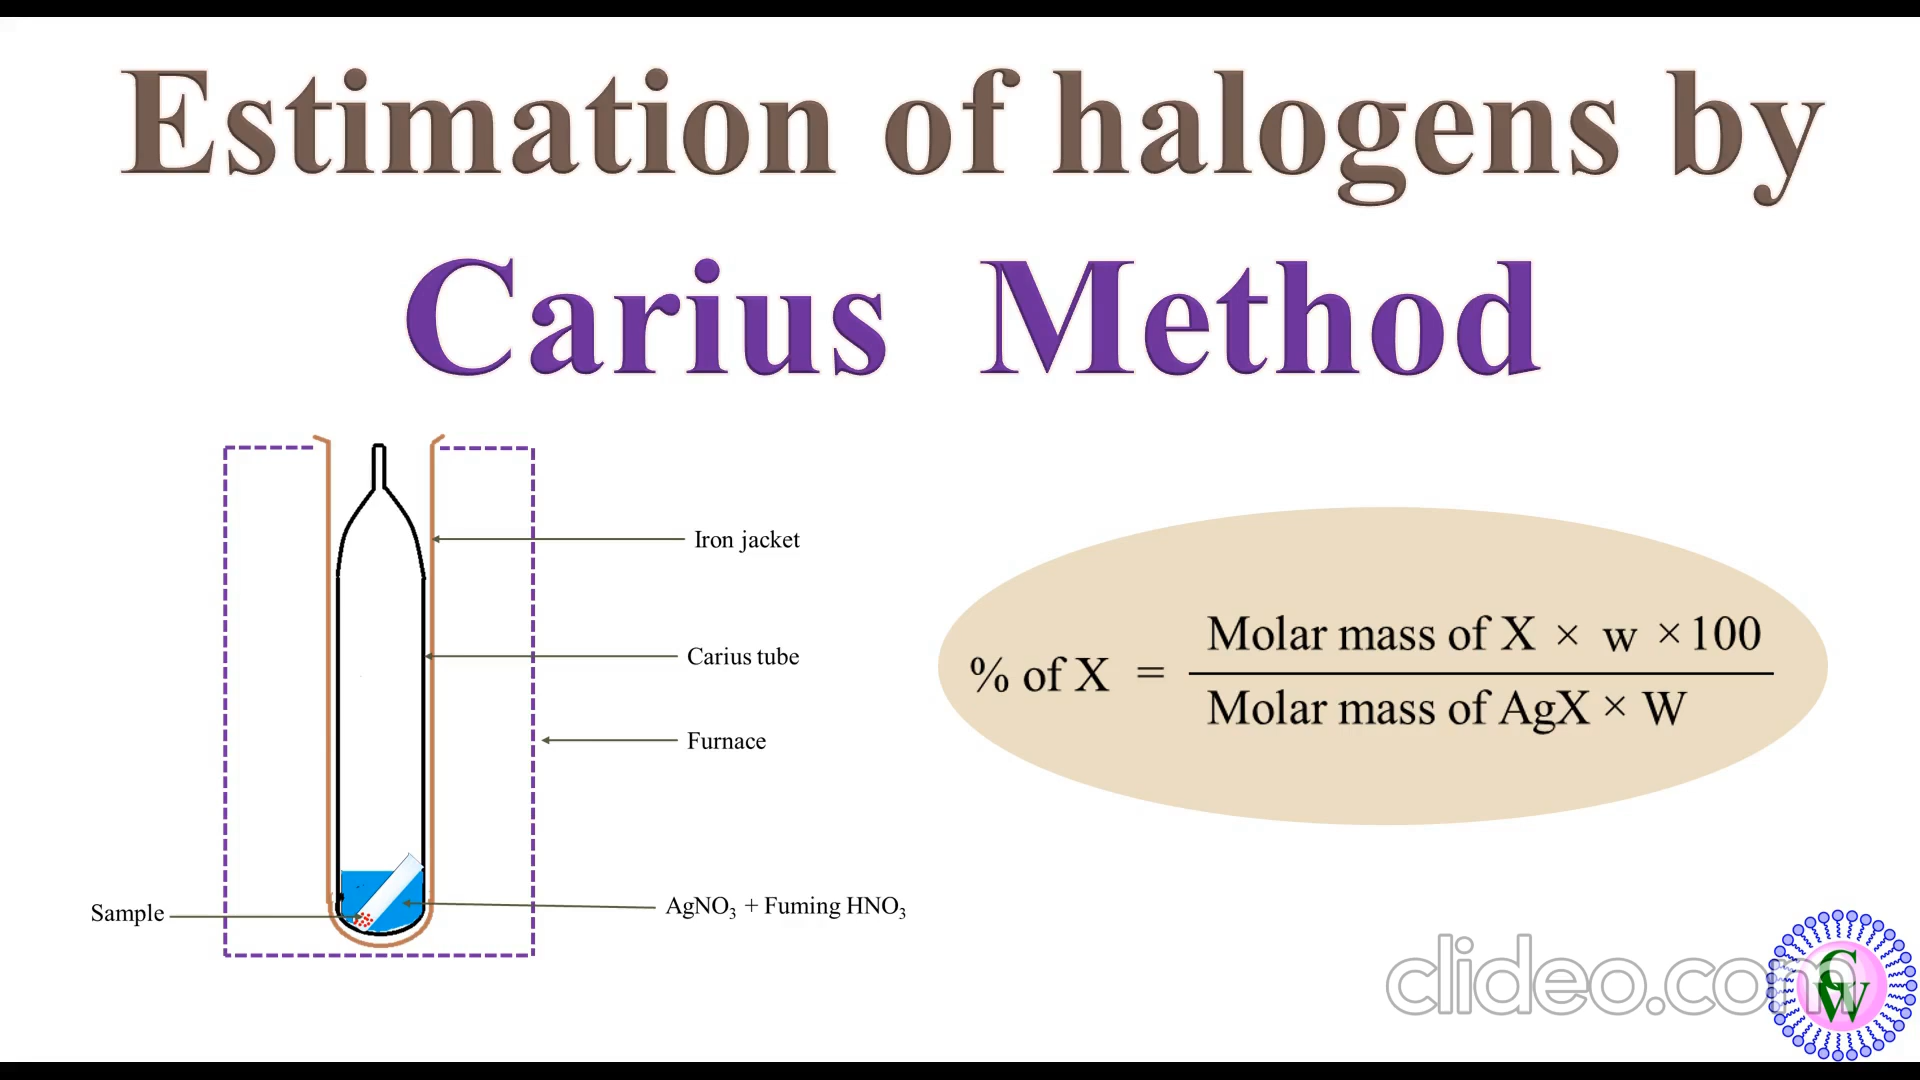 Estimation of halogens by
Carius Method
Iron jacket
Carius tube
Furnace
Sample
AgNO₃ + Fuming HNO₃
% of X = Molar mass of X × w × 100
Molar mass of AgX × W
clideo.com
CW